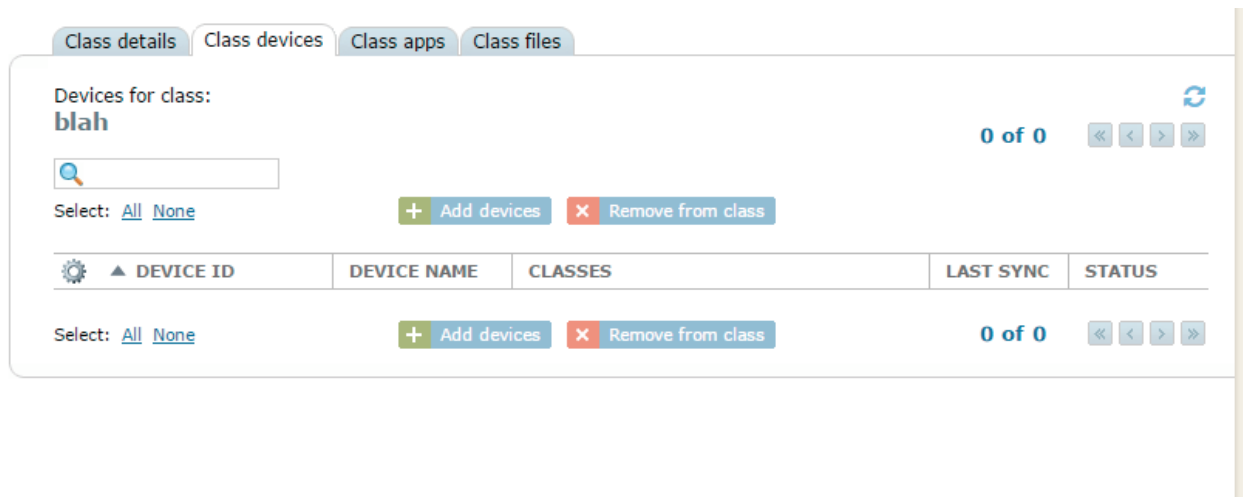 Class details Class devices Class apps Class files
Devices for class:
blah
0 of 0
Select: All None Add devices Remove from class
DEVICE ID DEVICE NAME CLASSES LAST SYNC STATUS
Select: All None Add devices Remove from class 0 of 0